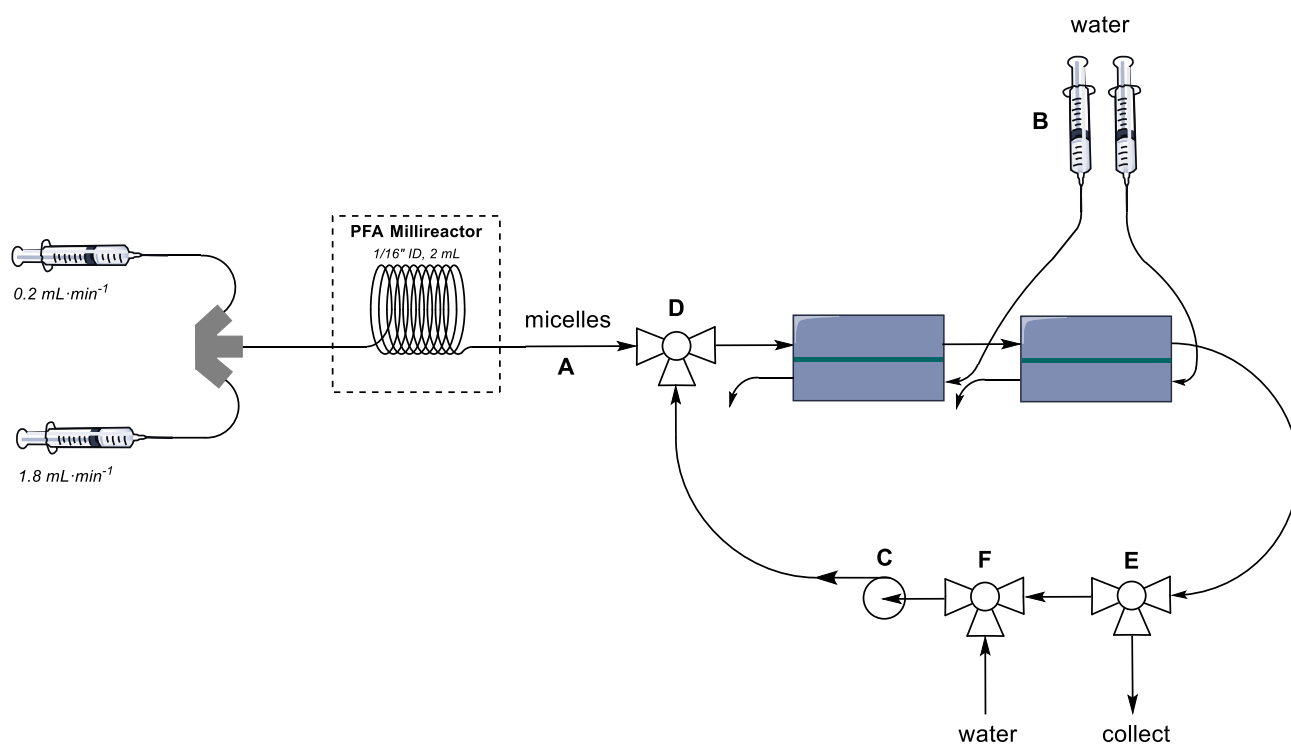 water
B
PFA Millireactor
1/16" ID, 2 mL
0.2 mL·min-1
micelles
A
D
1.8 mL·min-1
C
F
E
water
collect